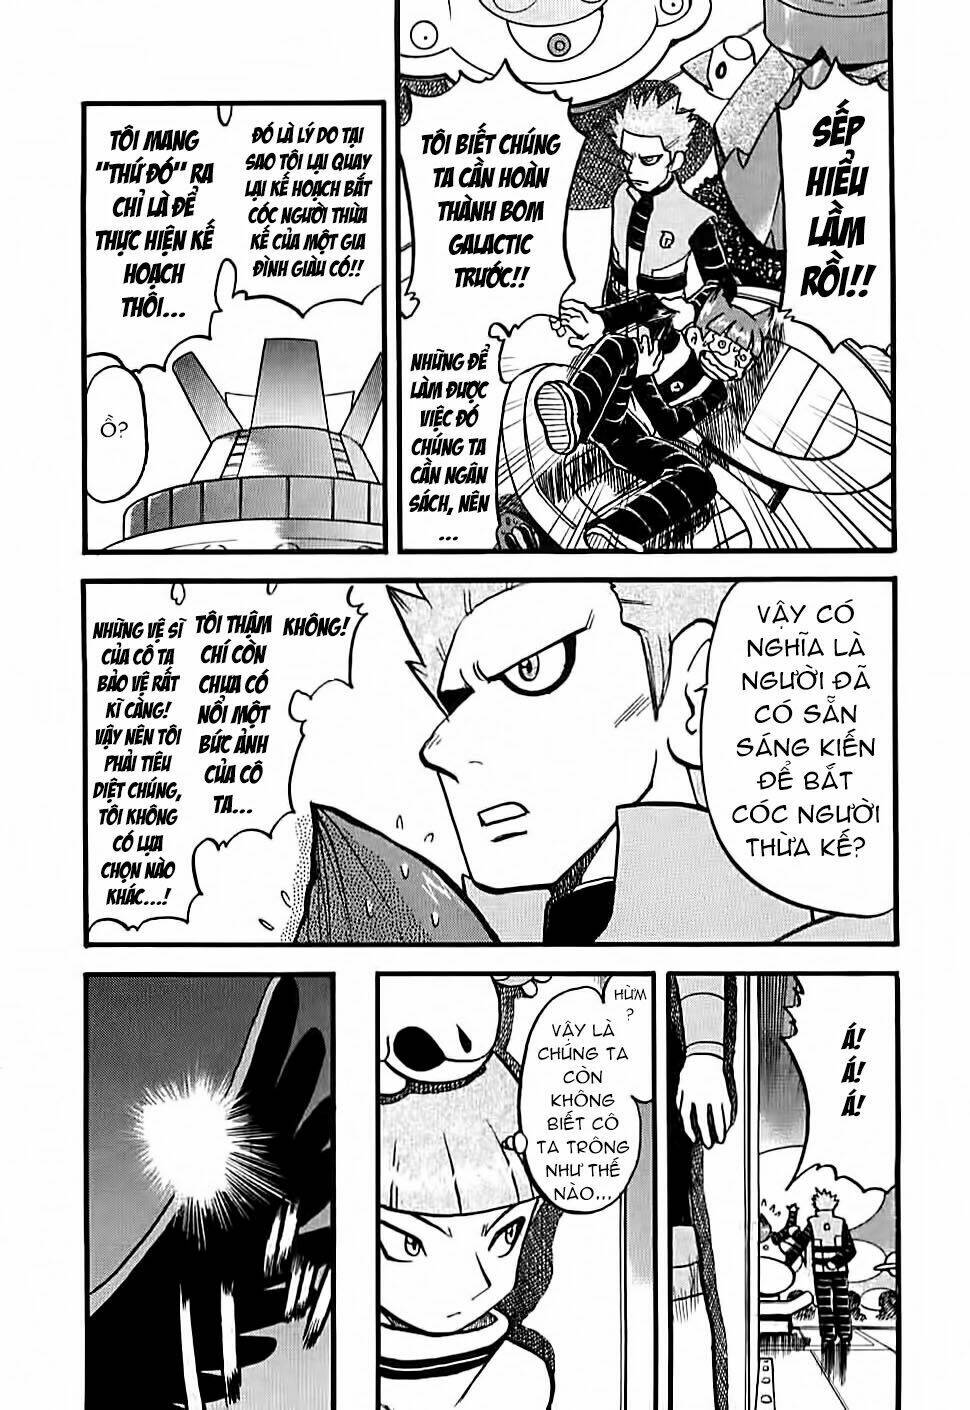 SẾP
HIỂU
LẦM
RỒI!!
TÔI BIẾT CHÚNG
TA CẦN HOÀN
THÀNH BOM
GALACTIC
TRƯỚC!!
NHỮNG ĐỂ
LÀM ĐƯỢC
VIỆC ĐÓ
CHÚNG TA
CẦN NGÂN
SÁCH, NÊN
...
ĐÓ LÀ LÝ DO TẠI
SAO TÔI LẠI QUAY
LẠI KẾ HOẠCH BẮT
CÓC NGƯỜI THỪA
KẾ CỦA MỘT GIA
ĐÌNH GIÀU CÓ!!
TÔI MANG
"THỨ ĐÓ" RA
CHỈ LÀ ĐỂ
THỰC HIỆN KẾ
HOẠCH
THÔI...
Ồ?
VẬY CÓ
NGHĨA LÀ
NGƯỜI ĐÃ
CÓ SẴN
SÁNG KIẾN
ĐỂ BẮT
CÓC NGƯỜI
THỪA KẾ?
KHÔNG!
TÔI THẬM
CHÍ CÒN
CHƯA CÓ
NỔI MỘT
BỨC ẢNH
CỦA CÔ
TA...
NHỮNG VỆ SĨ
CỦA CÔ TA
BẢO VỆ RẤT
KĨ CÀNG!
VẬY NÊN TÔI
PHẢI TIÊU
DIỆT CHÚNG,
TÔI KHÔNG
CÓ LỰA
CHỌN NÀO
KHÁC...!
Á!
Á!
Á!
HỪM
?
VẬY LÀ
CHÚNG TA
CÒN
KHÔNG
BIẾT CÔ
TA TRÔNG
NHƯ THẾ
NÀO...